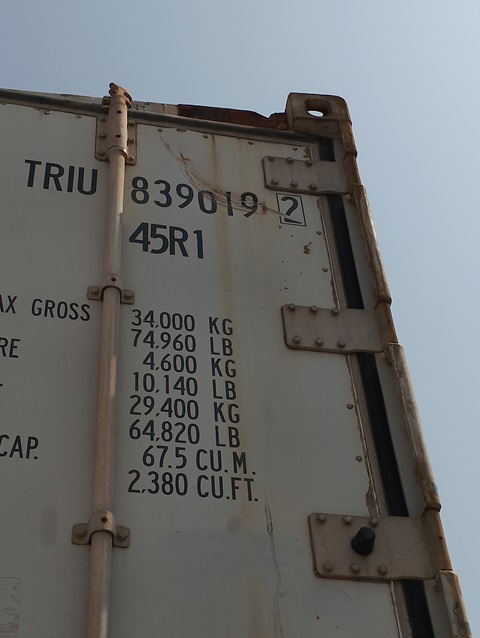 TRIU 839019 2
45R1
AX GROSS 34,000 KG
74,960 LB
RE 4,600 KG
10,140 LB
29,400 KG
64,820 LB
CAP. 67.5 CU.M.
2,380 CU.FT.